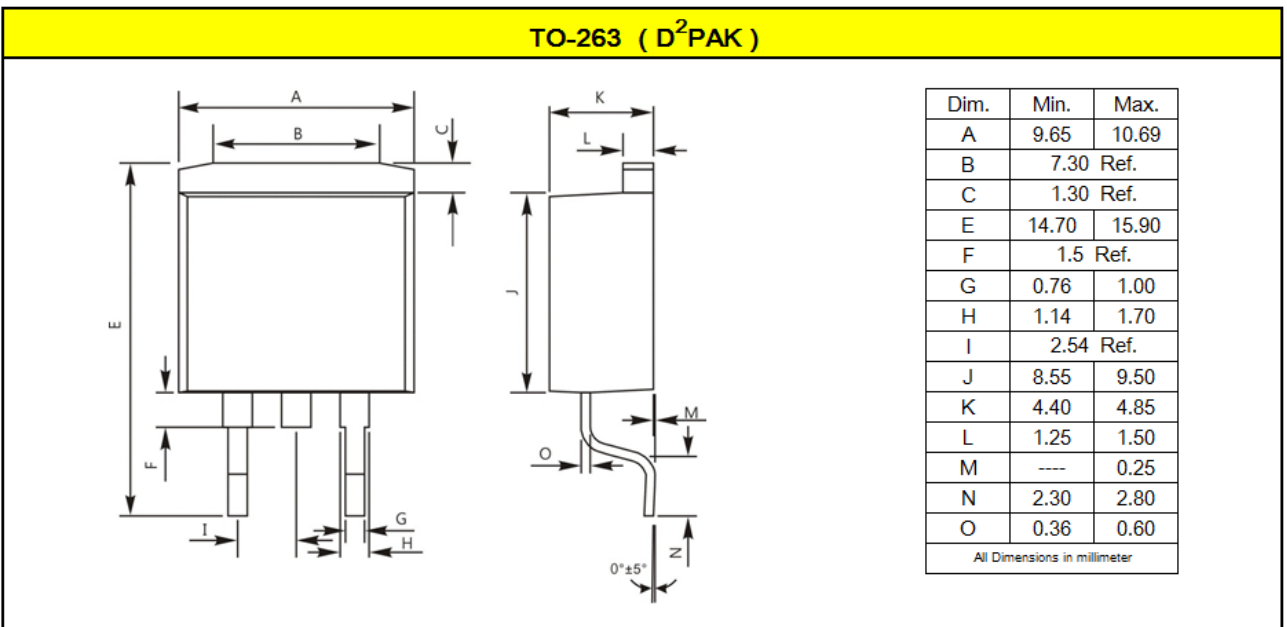 TO-263 ( D²PAK )
A
B
C
E
F
I
G
H
K
L
J
M
O
N
0°±5°
Dim. Min. Max.
A 9.65 10.69
B 7.30 Ref.
C 1.30 Ref.
E 14.70 15.90
F 1.5 Ref.
G 0.76 1.00
H 1.14 1.70
I 2.54 Ref.
J 8.55 9.50
K 4.40 4.85
L 1.25 1.50
M ---- 0.25
N 2.30 2.80
O 0.36 0.60
All Dimensions in millimeter